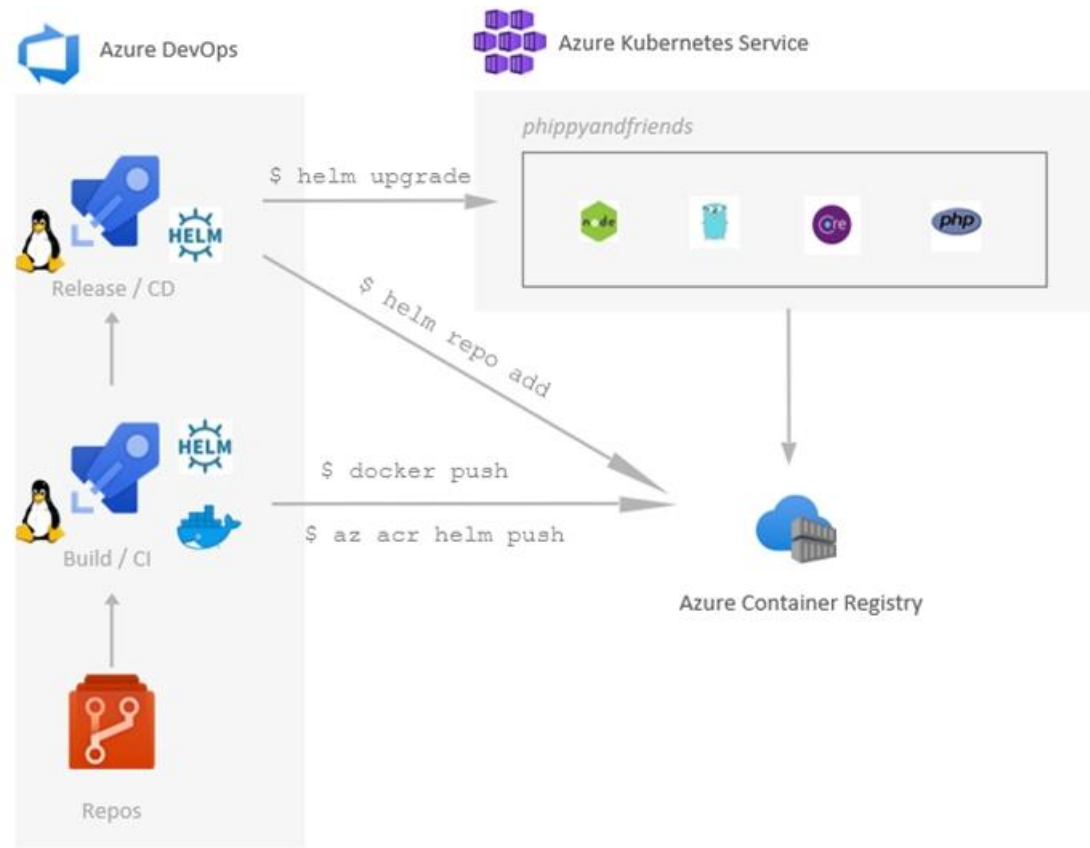 Azure DevOps
Azure Kubernetes Service
phippyandfriends
$ helm upgrade
node
Core
php
HELM
Release / CD
$ helm repo add
HELM
$ docker push
$ az acr helm push
Build / CI
Azure Container Registry
Repos